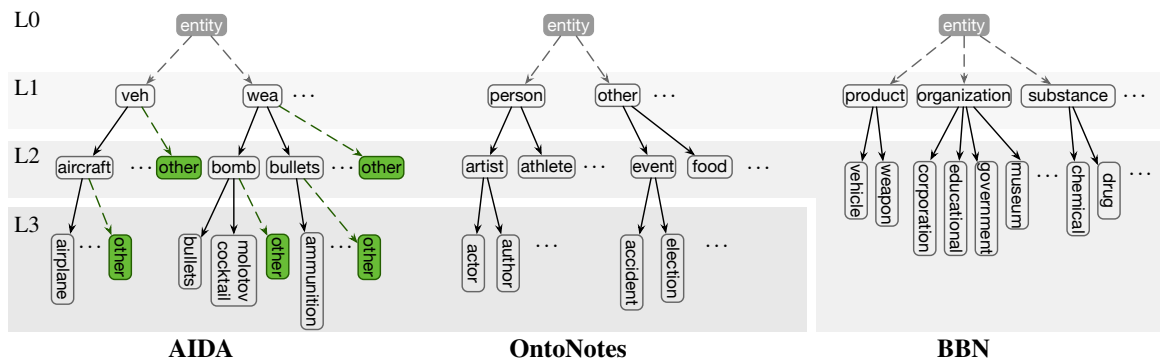 L0 entity entity entity
L1 veh wea ... person other ... product organization substance ...
L2 aircraft ... other bomb bullets ... other artist athlete ... event food ... vehicle weapon corporation educational government museum ... chemical drug ...
L3 airplane ... other bullets molotov cocktail other ammunition ... other actor author ... accident election ...
AIDA OntoNotes BBN